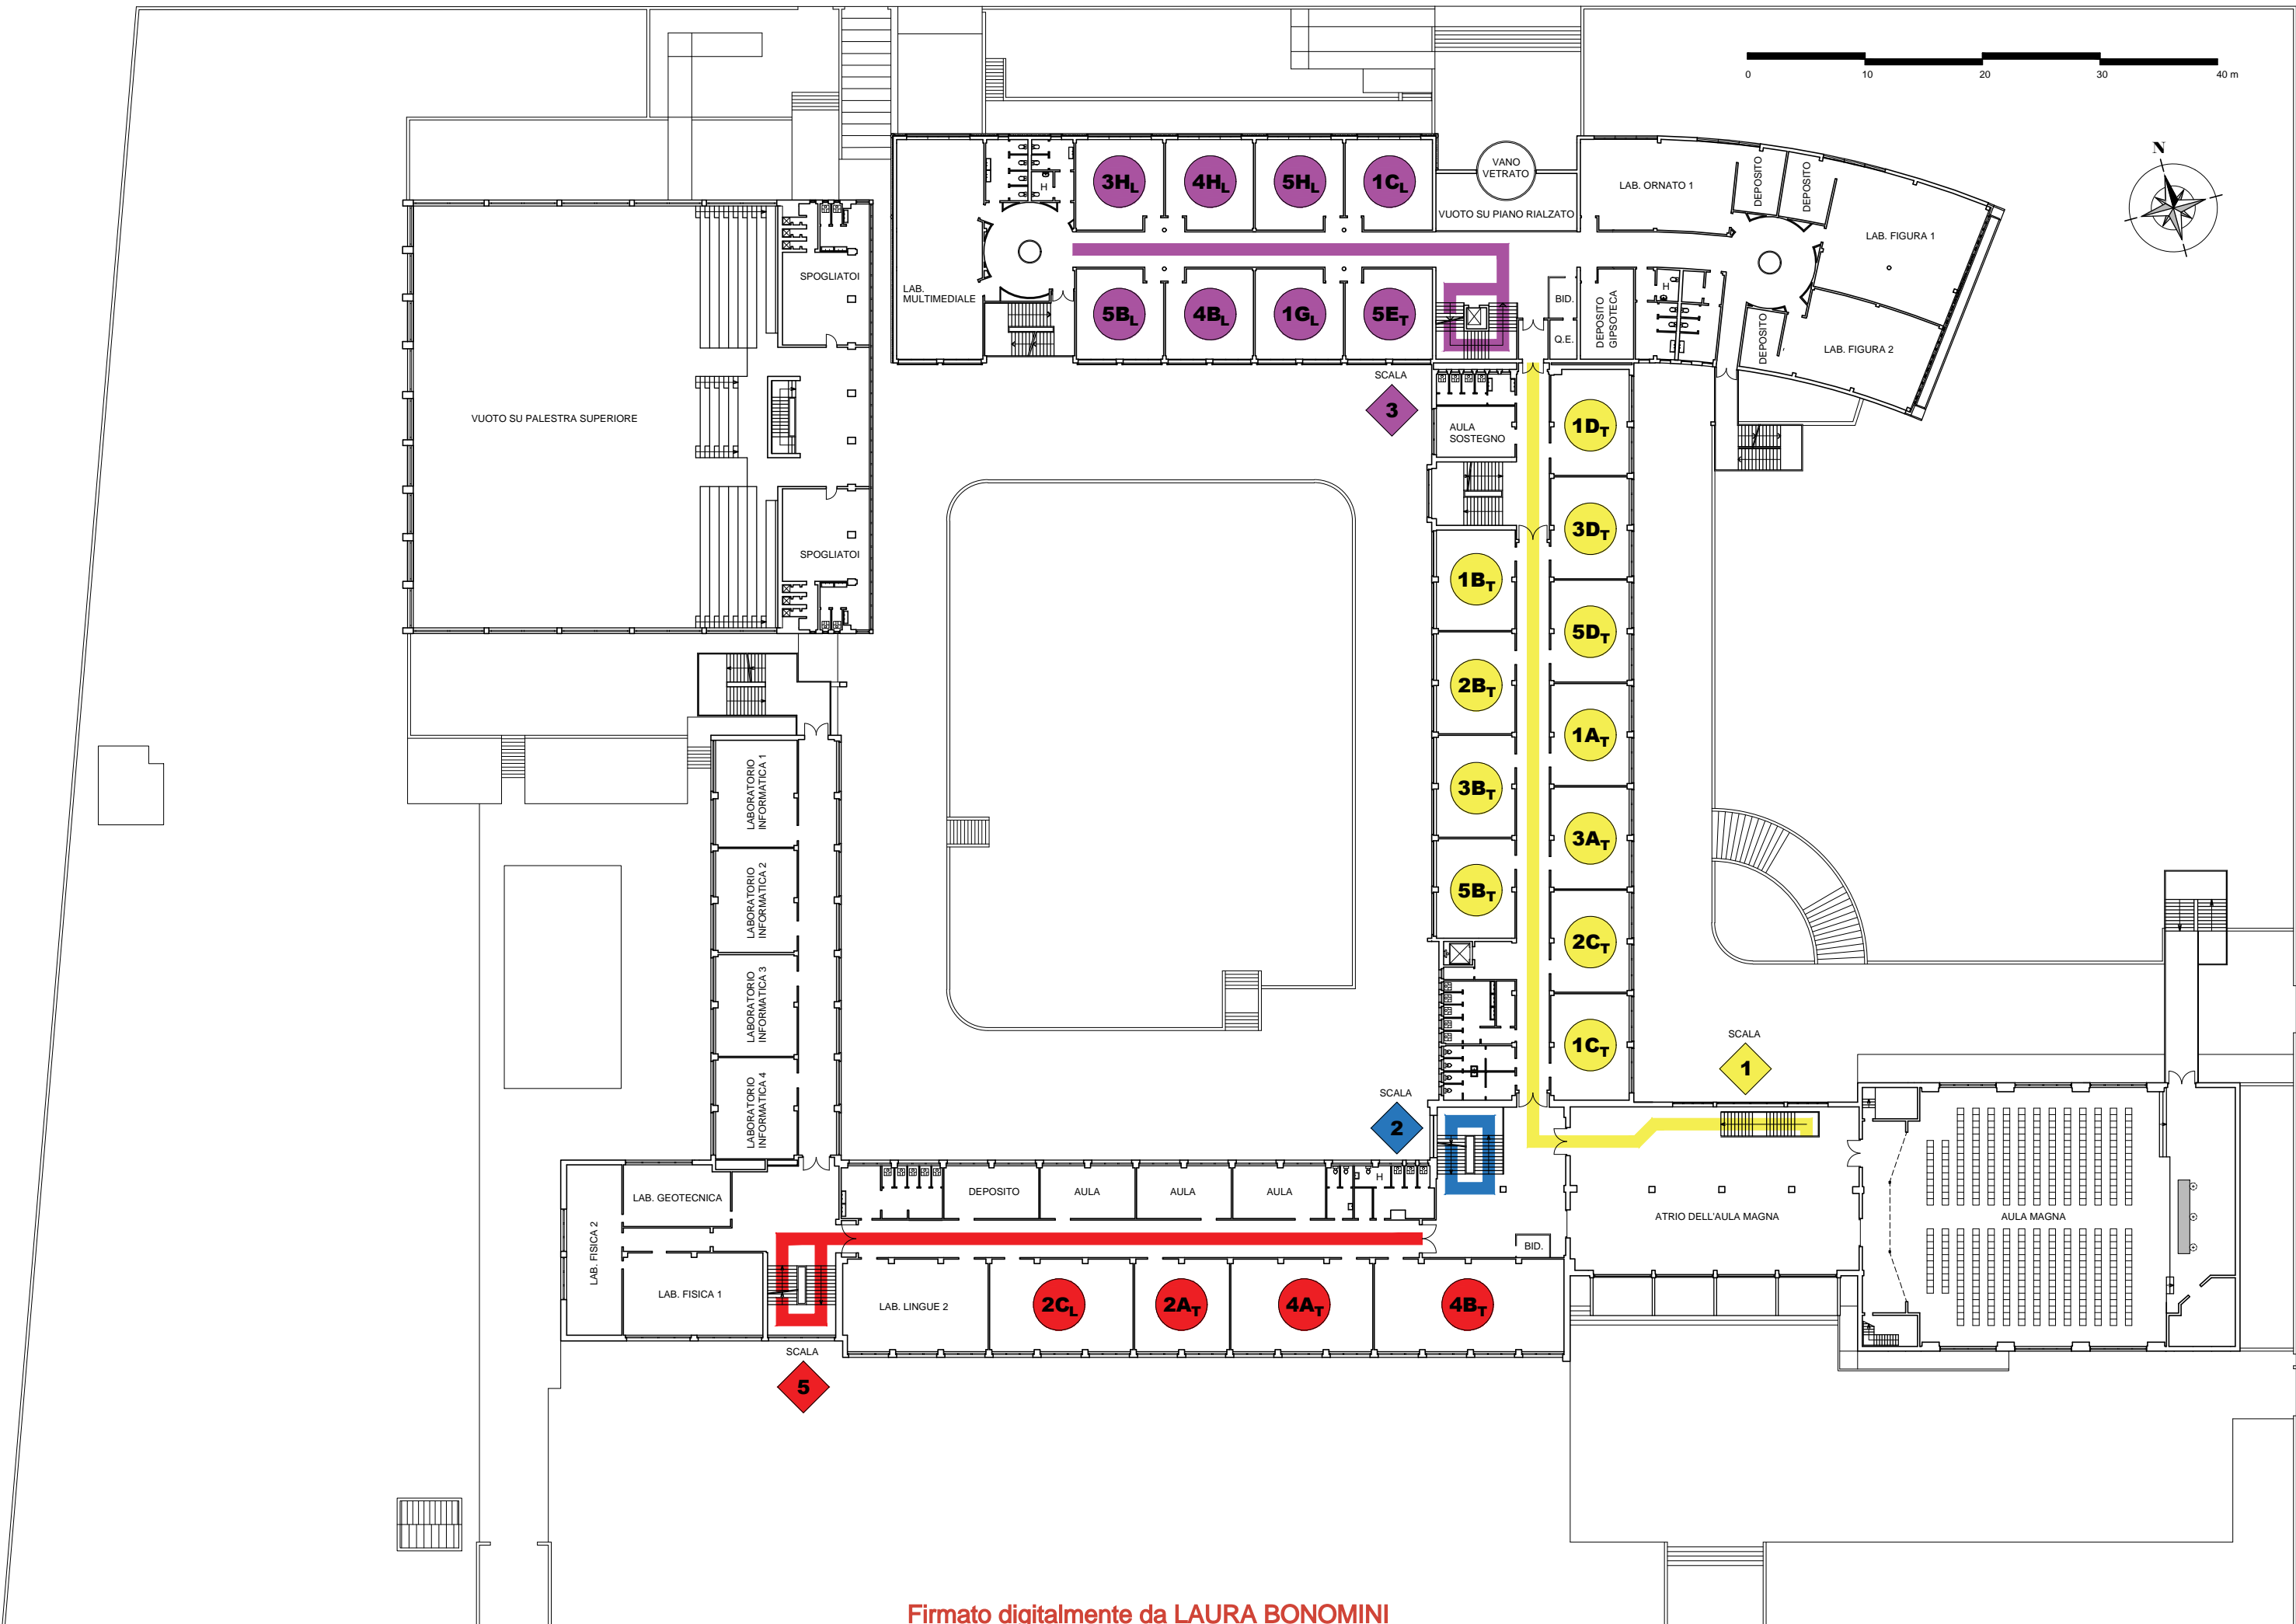 0 10 20 30 40 m
N
VANO
VETRATO
VUOTO SU PIANO RIALZATO
LAB. ORNATO 1
DEPOSITO
DEPOSITO
LAB. FIGURA 1
LAB. FIGURA 2
DEPOSITO
H
DEPOSITO
GIPSOTECA
BID.
Q.E.
LAB.
MULTIMEDIALE
H
3HL
4HL
5HL
1CL
5BL
4BL
1GL
5ET
SCALA
3
SPOGLIATOI
VUOTO SU PALESTRA SUPERIORE
SPOGLIATOI
AULA
SOSTEGNO
1DT
3DT
1BT
5DT
2BT
1AT
3BT
3AT
5BT
2CT
1CT
SCALA
1
SCALA
2
LABORATORIO
INFORMATICA 1
LABORATORIO
INFORMATICA 2
LABORATORIO
INFORMATICA 3
LABORATORIO
INFORMATICA 4
LAB. GEOTECNICA
LAB. FISICA 2
LAB. FISICA 1
DEPOSITO
AULA
AULA
AULA
H
BID.
ATRIO DELL'AULA MAGNA
AULA MAGNA
LAB. LINGUE 2
2CL
2AT
4AT
4BT
SCALA
5
Firmato digitalmente da LAURA BONOMINI